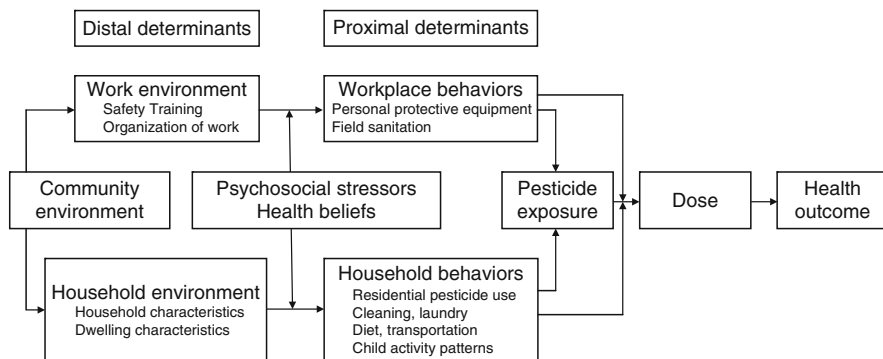 Distal determinants
Proximal determinants
Work environment
Safety Training
Organization of work
Workplace behaviors
Personal protective equipment
Field sanitation
Community
environment
Psychosocial stressors
Health beliefs
Pesticide
exposure
Dose
Health
outcome
Household environment
Household characteristics
Dwelling characteristics
Household behaviors
Residential pesticide use
Cleaning, laundry
Diet, transportation
Child activity patterns